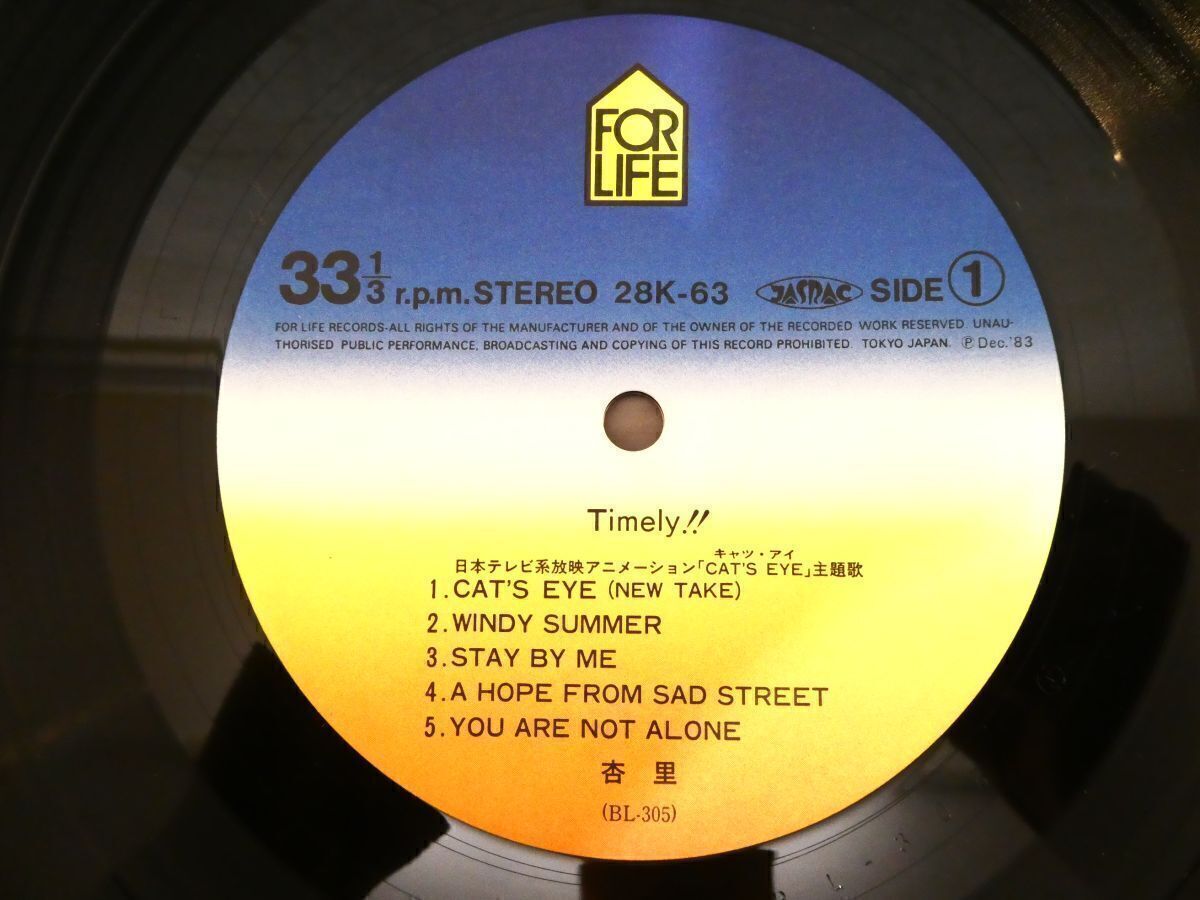 FOR
LIFE
33 1/3 r.p.m. STEREO 28K-63 JASRAC SIDE 1
FOR LIFE RECORDS-ALL RIGHTS OF THE MANUFACTURER AND OF THE OWNER OF THE RECORDED WORK RESERVED. UNAU-
THORISED PUBLIC PERFORMANCE, BROADCASTING AND COPYING OF THIS RECORD PROHIBITED. TOKYO JAPAN. ℗ Dec.'83
Timely!!
キャッツ・アイ
日本テレビ系放映アニメーション「CAT'S EYE」主題歌
1.CAT'S EYE (NEW TAKE)
2.WINDY SUMMER
3.STAY BY ME
4.A HOPE FROM SAD STREET
5.YOU ARE NOT ALONE
杏里
(BL-305)